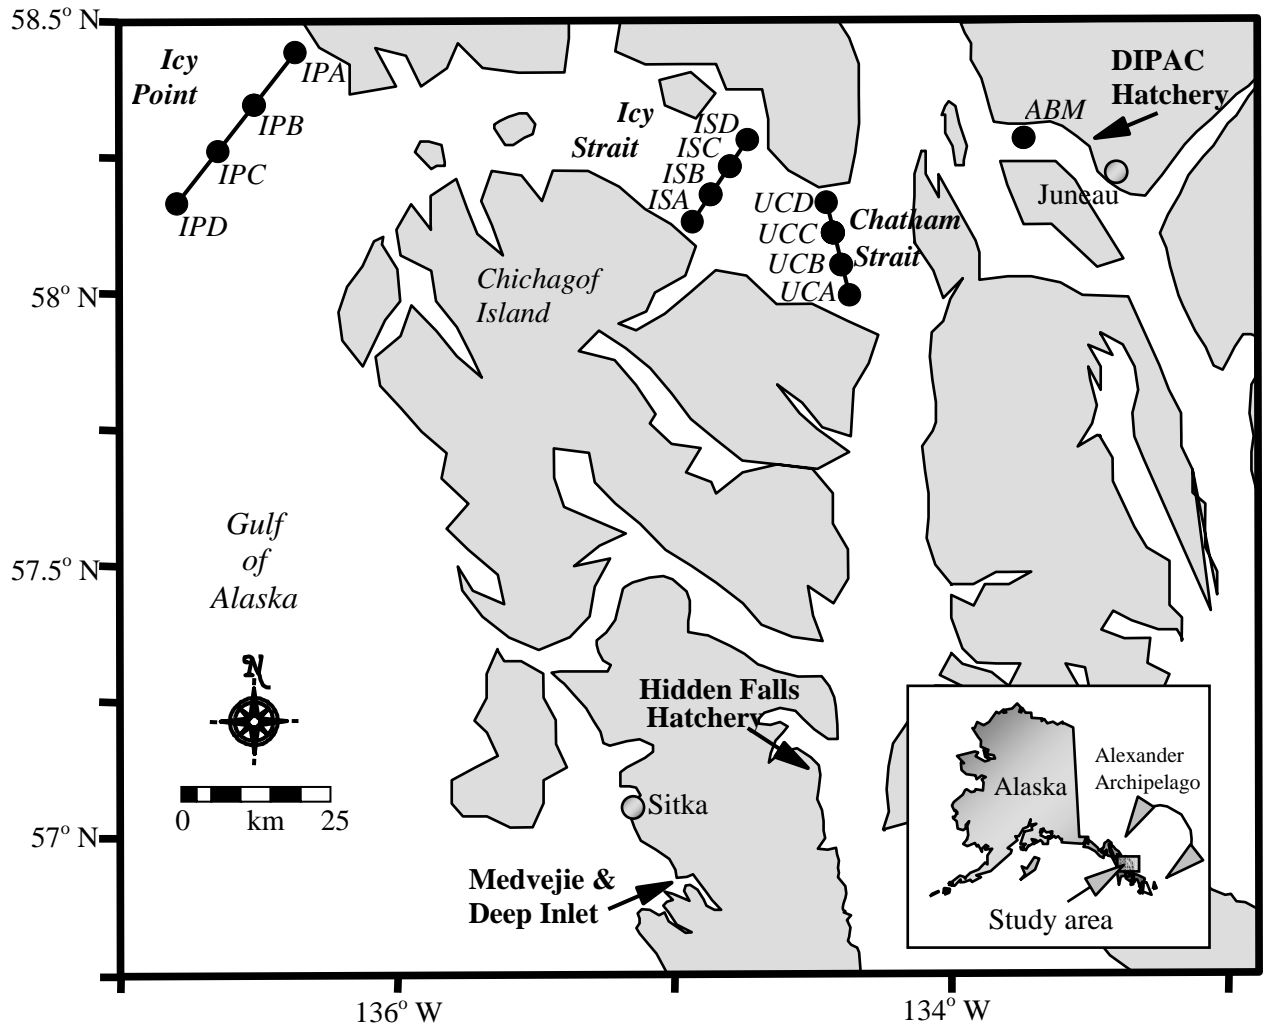 58.5° N
Icy
Point
IPA
IPB
IPC
IPD
Icy
Strait
ISD
ISC
ISB
ISA
DIPAC
Hatchery
ABM
Juneau
UCD
UCC
UCB
UCA
Chatham
Strait
58° N
Chichagof
Island
57.5° N
Gulf
of
Alaska
N
0 km 25
57° N
Hidden Falls
Hatchery
Sitka
Medvejie &
Deep Inlet
Alaska
Alexander
Archipelago
Study area
136° W
134° W